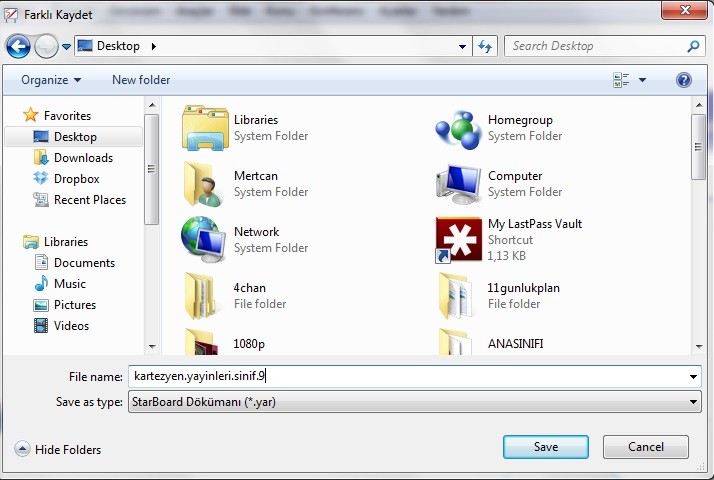 Farklı Kaydet
Desktop
Search Desktop
Organize
New folder
Favorites
Desktop
Downloads
Dropbox
Recent Places
Libraries
Documents
Music
Pictures
Videos
Libraries
System Folder
Homegroup
System Folder
Mertcan
System Folder
Computer
System Folder
Network
System Folder
My LastPass Vault
Shortcut
1,13 KB
4chan
File folder
11gunlukplan
File folder
1080p
ANASINIFI
File name: kartezyen.yayinleri.sinif.9
Save as type: StarBoard Dökümanı (*.yar)
Hide Folders
Save
Cancel